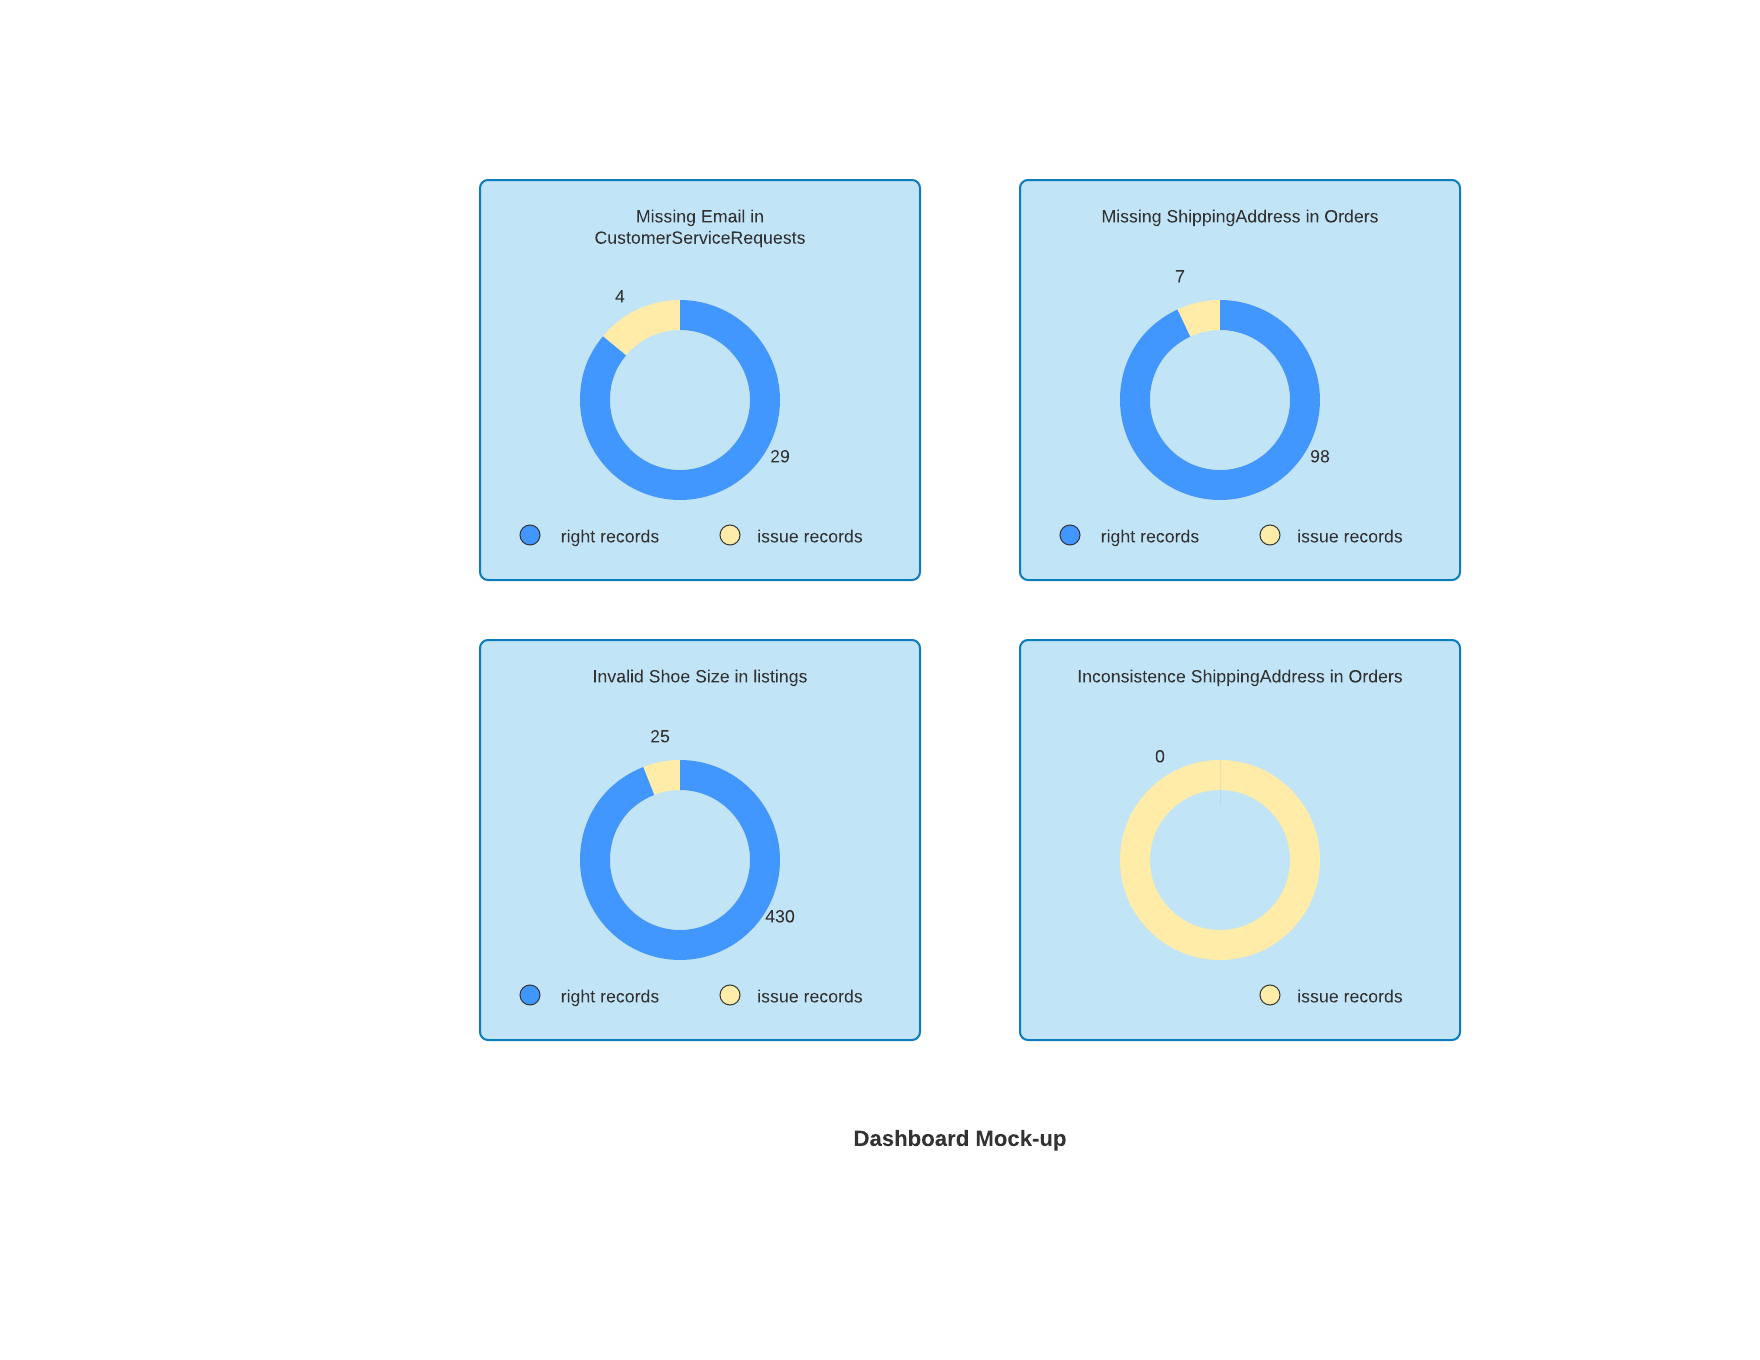 Missing Email in
CustomerServiceRequests
4
29
right records
issue records
Missing ShippingAddress in Orders
7
98
right records
issue records
Invalid Shoe Size in listings
25
430
right records
issue records
Inconsistence ShippingAddress in Orders
0
issue records
Dashboard Mock-up